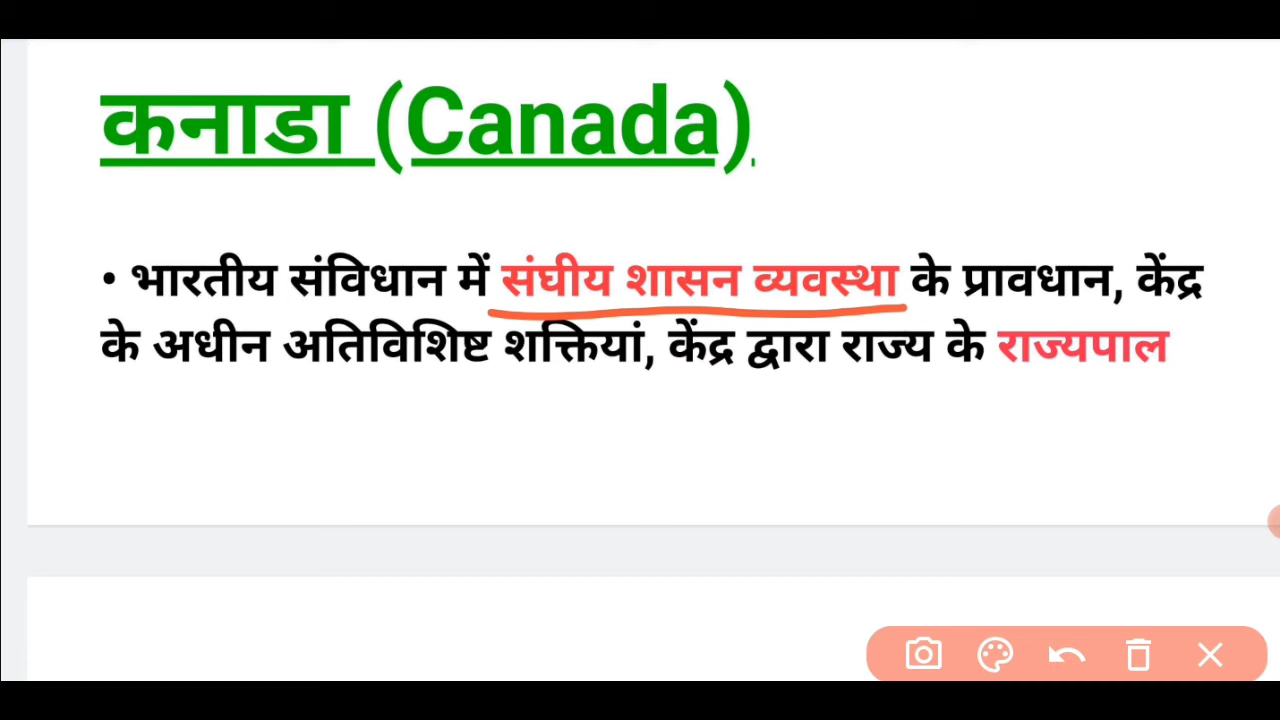 कनाडा (Canada)
• भारतीय संविधान में संघीय शासन व्यवस्था के प्रावधान, केंद्र
के अधीन अतिविशिष्ट शक्तियां, केंद्र द्वारा राज्य के राज्यपाल